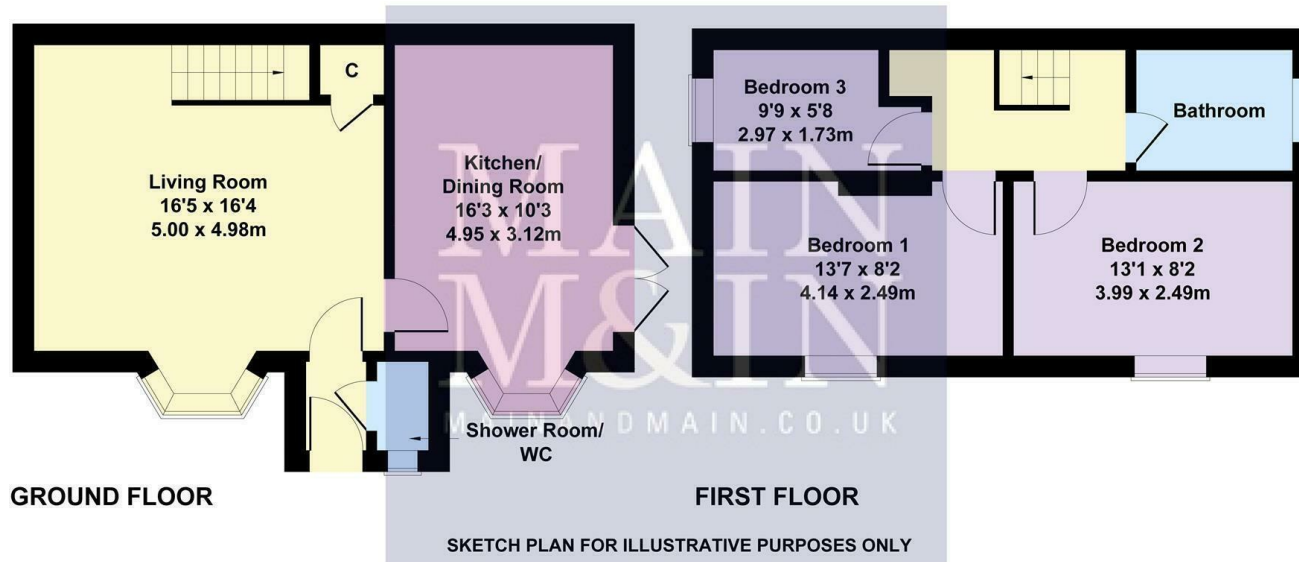 C
Living Room
16'5 x 16'4
5.00 x 4.98m
Kitchen/
Dining Room
16'3 x 10'3
4.95 x 3.12m
Shower Room/
WC
GROUND FLOOR
Bedroom 3
9'9 x 5'8
2.97 x 1.73m
Bathroom
Bedroom 1
13'7 x 8'2
4.14 x 2.49m
Bedroom 2
13'1 x 8'2
3.99 x 2.49m
FIRST FLOOR
MAIN
M&IN
MAINANDMAIN.CO.UK
SKETCH PLAN FOR ILLUSTRATIVE PURPOSES ONLY